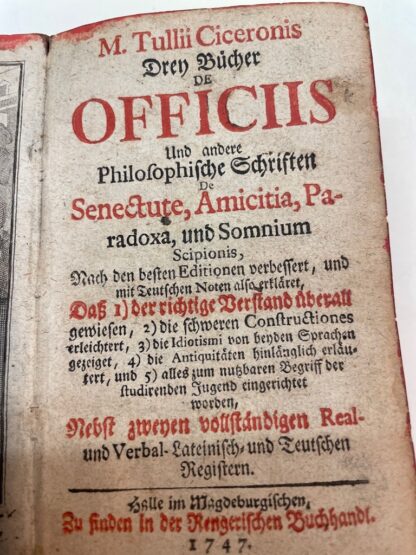 M. Tullii Ciceronis
Drey Bücher
DE
OFFICIIS
Und andere
Philosophische Schriften
De
Senectute, Amicitia, Pa-
radoxa, und Somnium
Scipionis,
Nach den besten Editionen verbessert, und
mit Teutschen Noten also erkläret,
Daß 1) der richtige Verstand überall
gewiesen, 2) die schweren Constructiones
erleichtert, 3) die Idiotismi von beyden Sprachen
gezeiget, 4) die Antiquitäten hinlänglich erläu-
tert, und 5) alles zum nutzbaren Begriff der
studirenden Jugend eingerichtet
worden,
Nebst zweyen vollständigen Real-
und Verbal-Lateinisch- und Teutschen
Registern.
Halle im Magdeburgischen,
Zu finden in der Rengerischen Buchhandl.
1747.